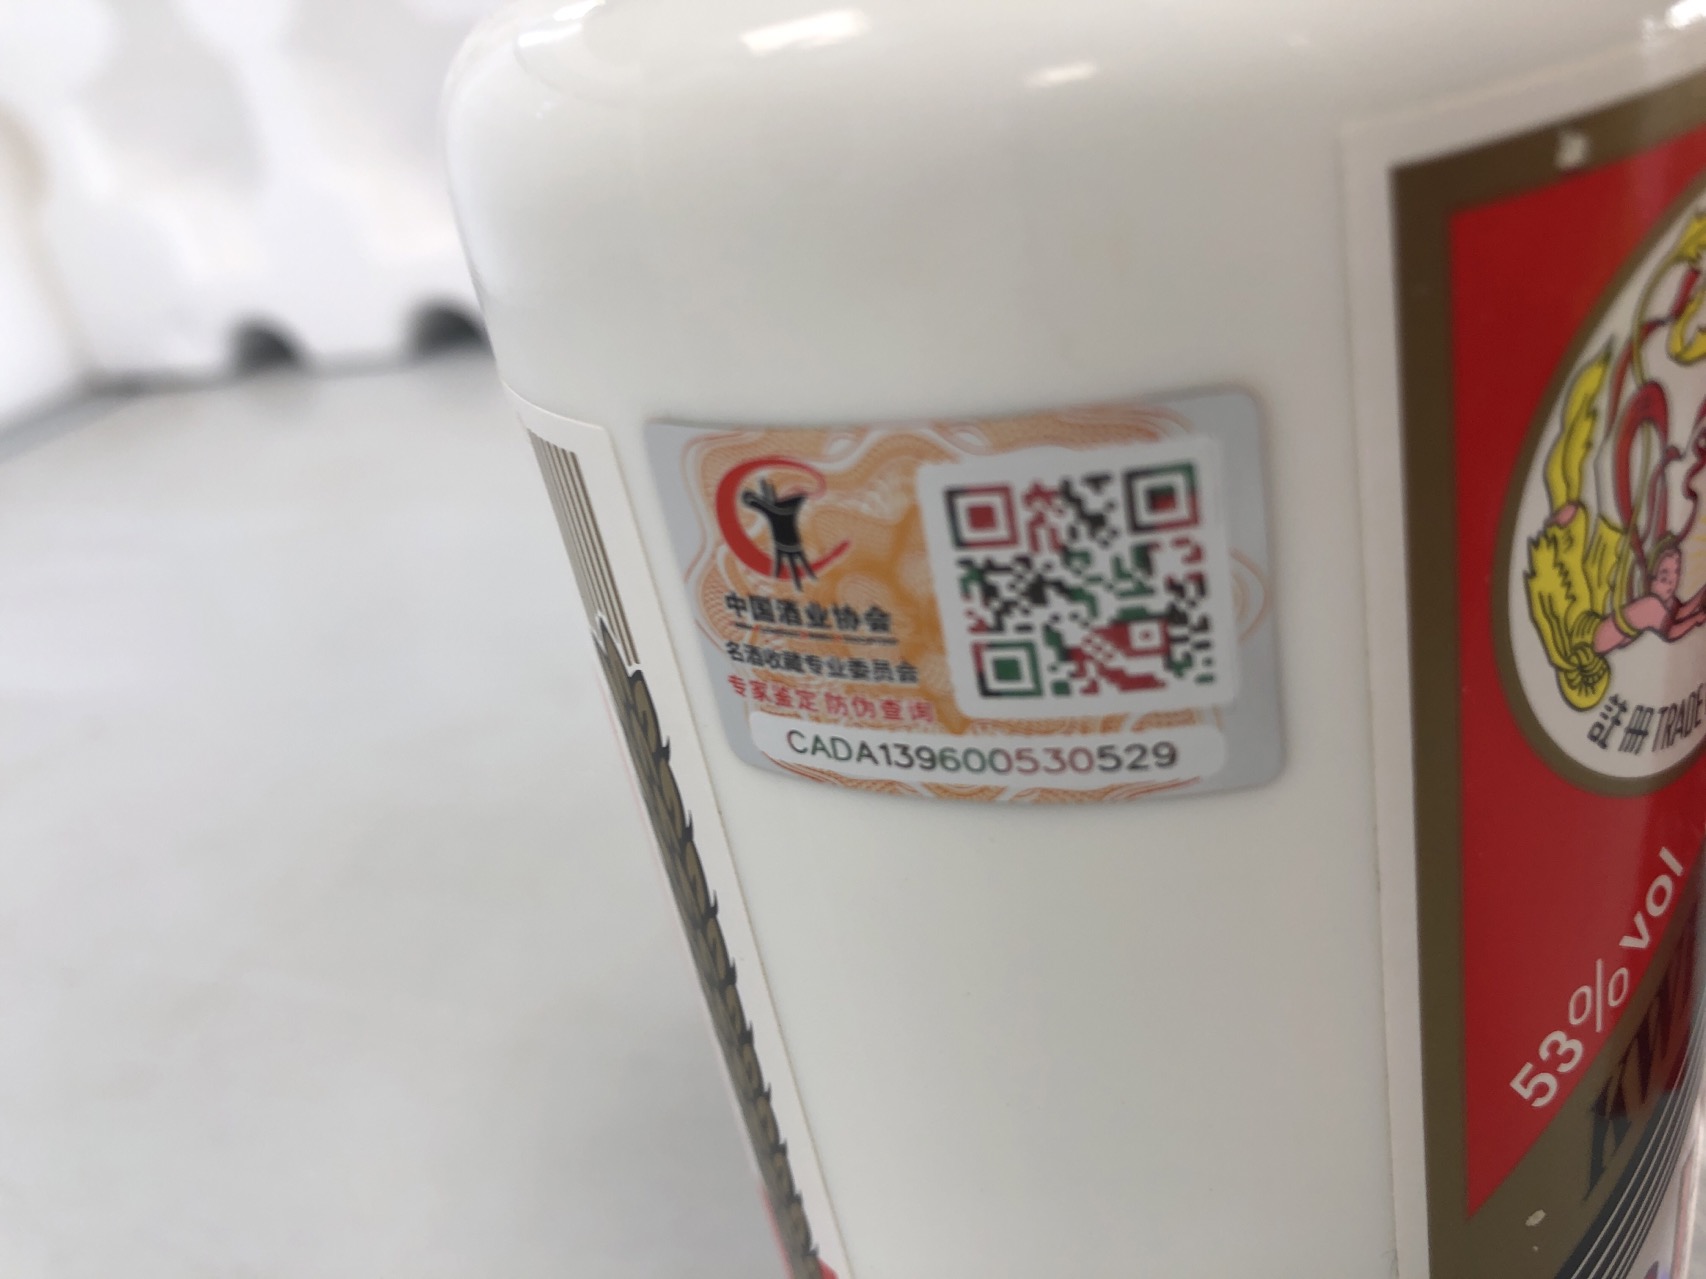 中国酒业协会
名酒收藏专业委员会
专家鉴定 防伪查询
CADA139600530529
註册 TRADE
53% vol